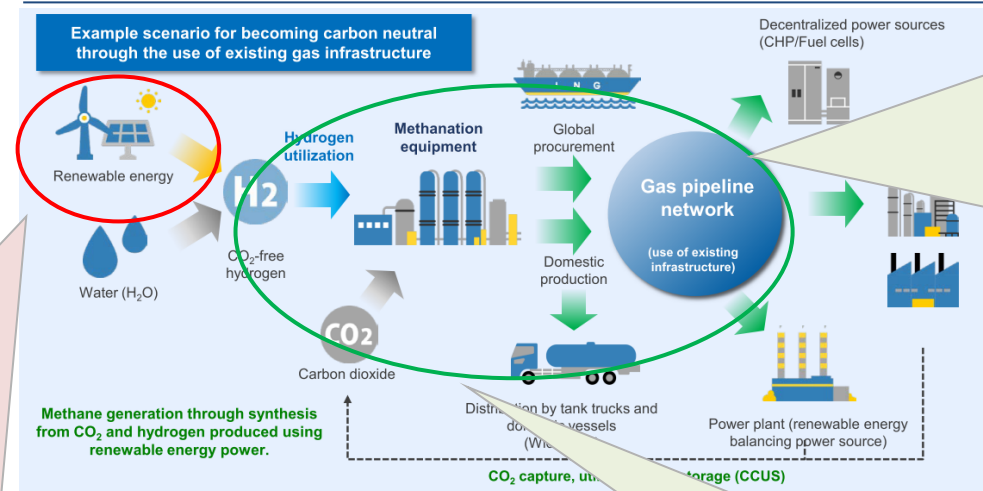 Example scenario for becoming carbon neutral
through the use of existing gas infrastructure
Decentralized power sources
(CHP/Fuel cells)
L N G
Hydrogen
utilization
Methanation
equipment
Global
procurement
Renewable energy
H2
Gas pipeline
network
(use of existing
infrastructure)
CO₂-free
hydrogen
Domestic
production
Water (H₂O)
CO2
Carbon dioxide
Methane generation through synthesis
from CO₂ and hydrogen produced using
renewable energy power.
by tank trucks and
vessels
Power plant (renewable energy
balancing power source)
CO₂ capture, storage (CCUS)